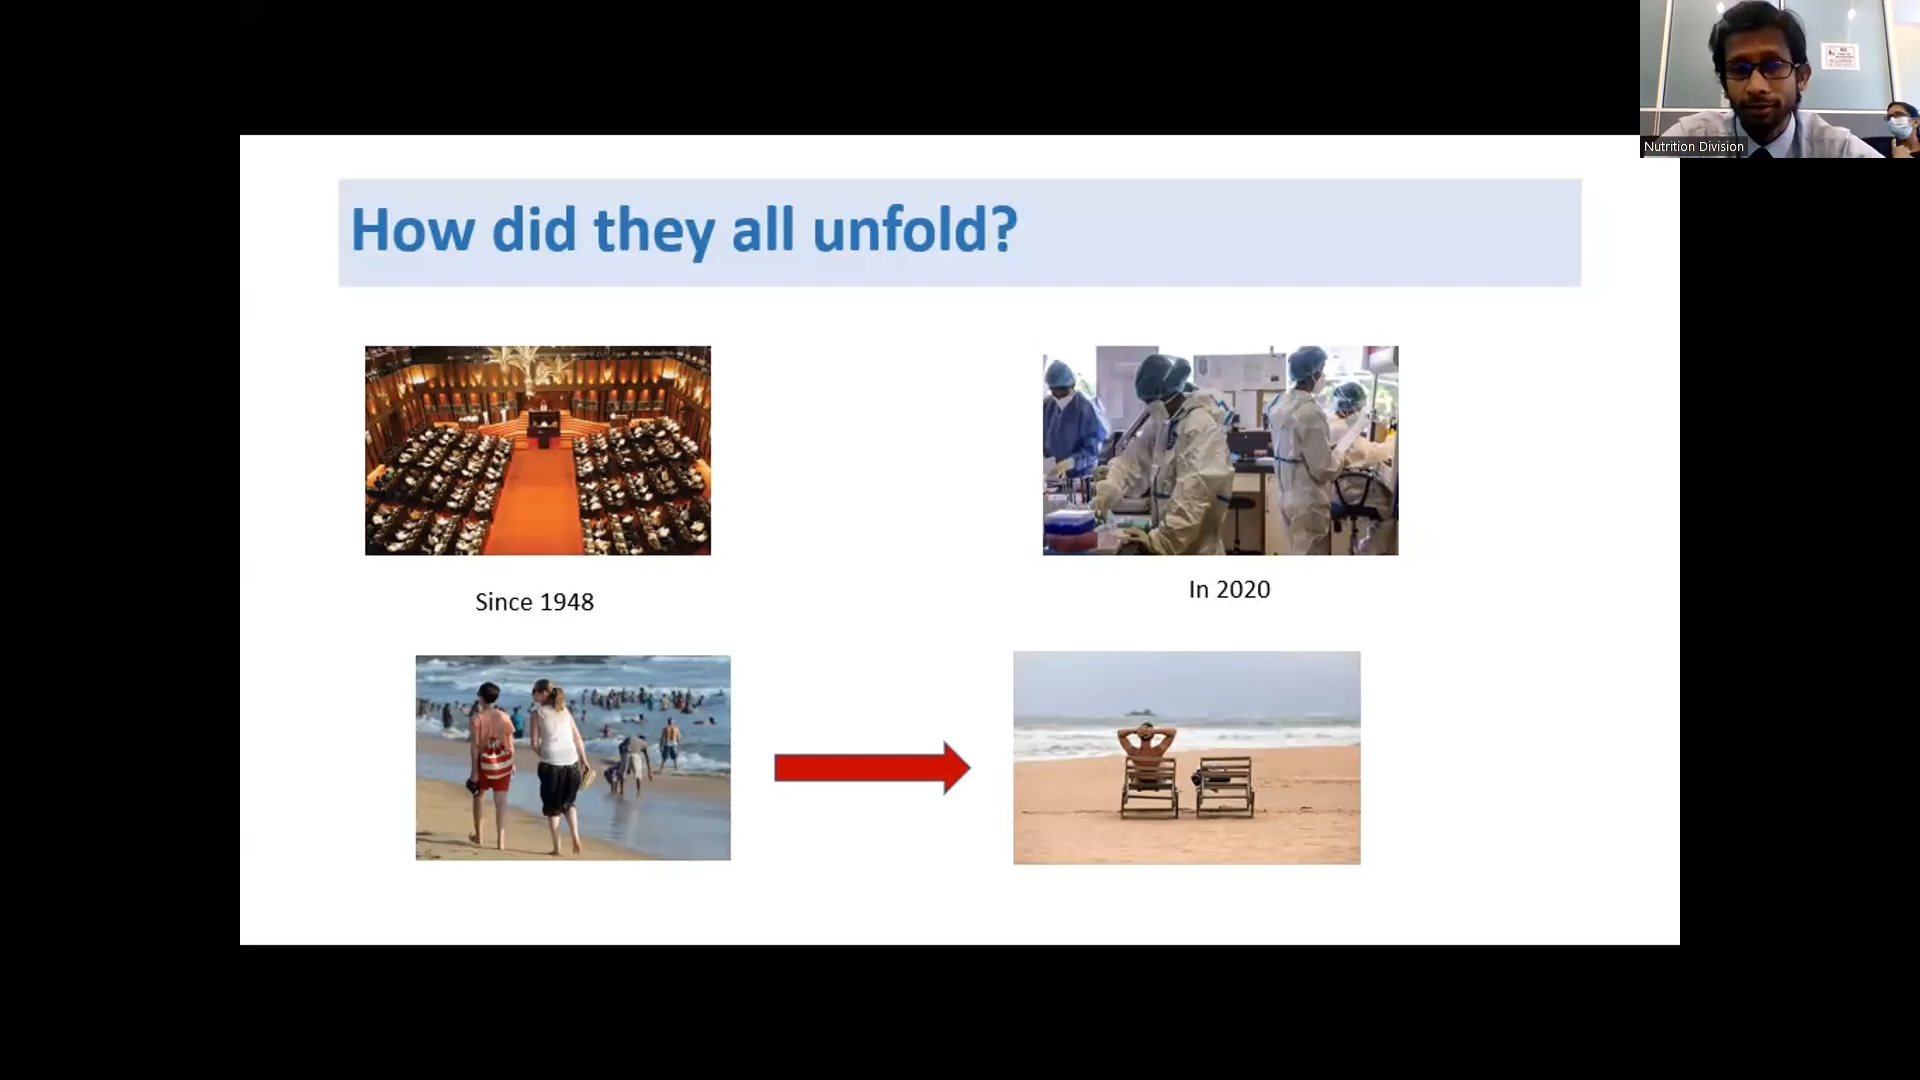 Nutrition Division
How did they all unfold?
Since 1948
In 2020